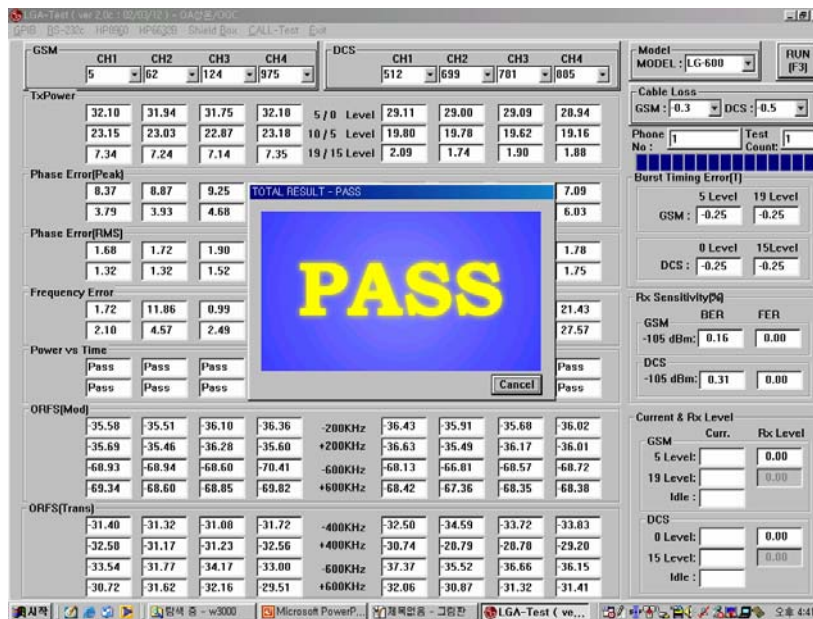 LGA-Test ( ver 2.0c : 02/03/12 ) - OA산폰/OQC
GPIB RS-232c HP8960 HP6632B Shield Box CALL-Test Exit
GSM
CH1 CH2 CH3 CH4
5 62 124 975
DCS
CH1 CH2 CH3 CH4
512 699 781 885
Model
MODEL : LG-600
RUN
(F3)
TxPower
32.10 31.94 31.75 32.18 5 / 0 Level 29.11 29.00 29.09 28.94
23.15 23.03 22.87 23.18 10 / 5 Level 19.80 19.78 19.62 19.16
7.34 7.24 7.14 7.35 19 / 15 Level 2.09 1.74 1.90 1.88
Cable Loss
GSM : -0.3 DCS : -0.5
Phone No : 1 Test Count: 1
Phase Error(Peak)
8.37 8.87 9.25 7.09
3.79 3.93 4.68 6.03
Phase Error(RMS)
1.68 1.72 1.90 1.78
1.32 1.32 1.52 1.75
Frequency Error
1.72 11.86 0.99 21.43
2.10 4.57 2.49 27.57
Power vs Time
Pass Pass Pass Pass
Pass Pass Pass Pass
TOTAL RESULT - PASS
PASS
Cancel
ORFS(Mod)
-35.58 -35.51 -36.10 -36.36 -200KHz -36.43 -35.91 -35.68 -36.02
-35.69 -35.46 -36.28 -35.60 +200KHz -36.63 -35.49 -36.17 -36.01
-68.93 -68.94 -68.60 -70.41 -600KHz -68.13 -66.81 -68.57 -68.72
-69.34 -68.60 -68.85 -69.82 +600KHz -68.42 -67.36 -68.35 -68.38
ORFS(Trans)
-31.40 -31.32 -31.08 -31.72 -400KHz -32.50 -34.59 -33.72 -33.83
-32.58 -31.17 -31.23 -32.56 +400KHz -30.74 -28.79 -28.78 -29.20
-33.54 -31.77 -34.17 -33.00 -600KHz -37.37 -35.52 -36.66 -36.15
-30.72 -31.62 -32.16 -29.51 +600KHz -32.06 -30.87 -31.32 -31.41
Burst Timing Error(T)
5 Level 19 Level
GSM : -0.25 -0.25
0 Level 15Level
DCS : -0.25 -0.25
Rx Sensitivity(%)
BER FER
GSM
-105 dBm: 0.16 0.00
DCS
-105 dBm: 0.31 0.00
Current & Rx Level
Curr. Rx Level
GSM
5 Level: 0.00
19 Level: 0.00
Idle :
DCS
0 Level: 0.00
15 Level: 0.00
Idle :
시작 탐색 중 - w3000 Microsoft PowerP... 제목없음 - 그림판 LGA-Test ( ve... 오후 4:41